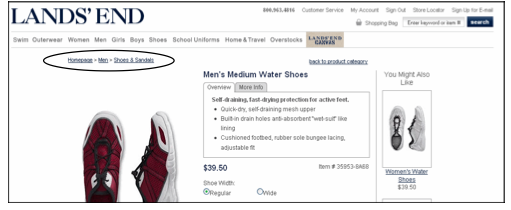 LANDS' END
800.963.4816 Customer Service My Account Sign Out Store Locator Sign Up for E-mail
Shopping Bag Enter keyword or item # search
Swim Outerwear Women Men Girls Boys Shoes School Uniforms Home & Travel Overstocks LANDS' END CANVAS
Homepage > Men > Shoes & Sandals
back to product category
Men's Medium Water Shoes
Overview More Info
Self-draining, fast-drying protection for active feet.
• Quick-dry, self-draining mesh upper
• Built-in drain holes anti-absorbent "wet-suit" like
lining
• Cushioned footbed, rubber sole bungee lacing,
adjustable fit
$39.50 Item # 35953-8A68
Shoe Width:
Regular Wide
You Might Also
Like
Women's Water
Shoes
$39.50